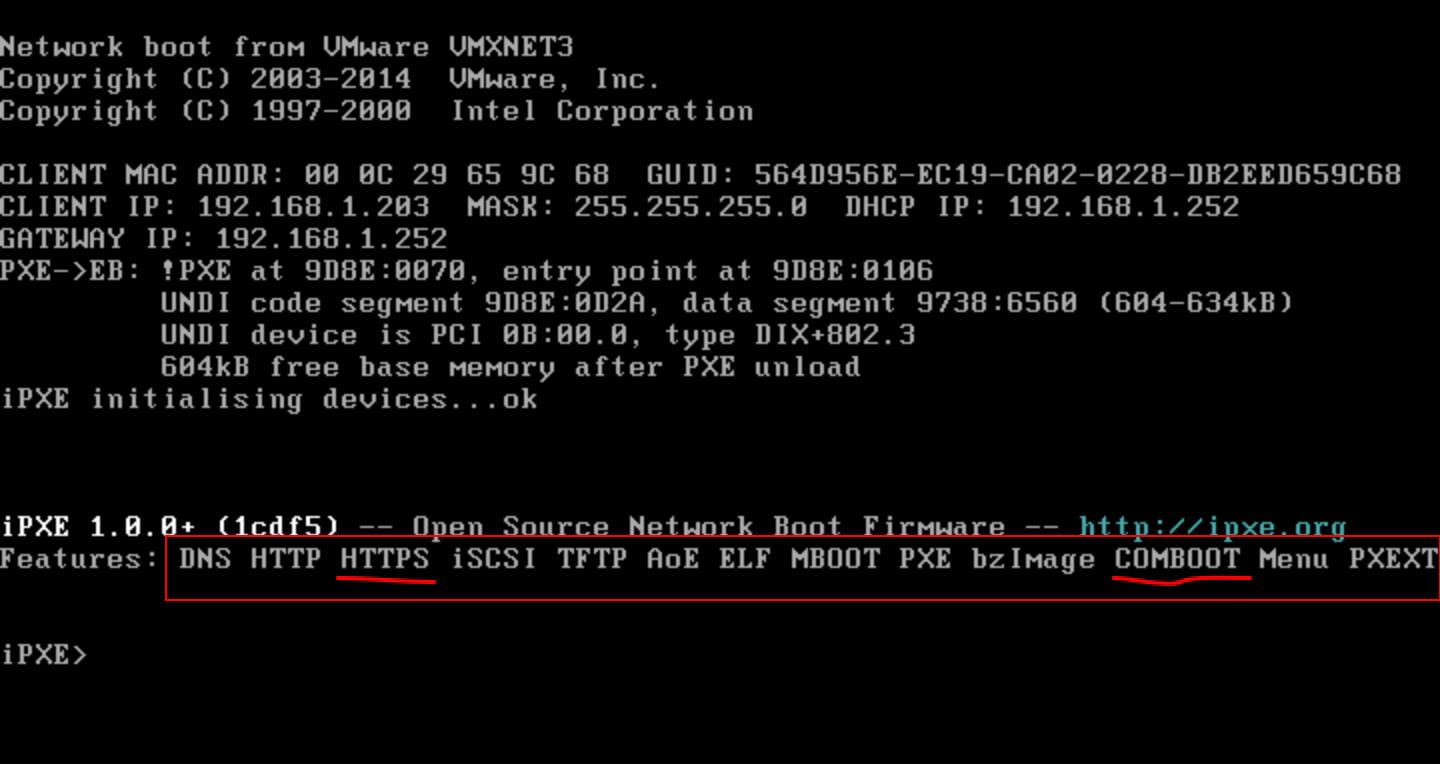 Network boot from VMware VMXNET3
Copyright (C) 2003-2014  VMware, Inc.
Copyright (C) 1997-2000  Intel Corporation
CLIENT MAC ADDR: 00 0C 29 65 9C 68  GUID: 564D956E-EC19-CA02-0228-DB2EED659C68
CLIENT IP: 192.168.1.203  MASK: 255.255.255.0  DHCP IP: 192.168.1.252
GATEWAY IP: 192.168.1.252
PXE->EB: !PXE at 9D8E:0070, entry point at 9D8E:0106
UNDI code segment 9D8E:0D2A, data segment 9738:6560 (604-634kB)
UNDI device is PCI 0B:00.0, type DIX+802.3
604kB free base memory after PXE unload
iPXE initialising devices...ok
iPXE 1.0.0+ (1cdf5) -- Open Source Network Boot Firmware -- http://ipxe.org
Features: DNS HTTP HTTPS iSCSI TFTP AoE ELF MBOOT PXE bzImage COMBOOT Menu PXEXT
iPXE>